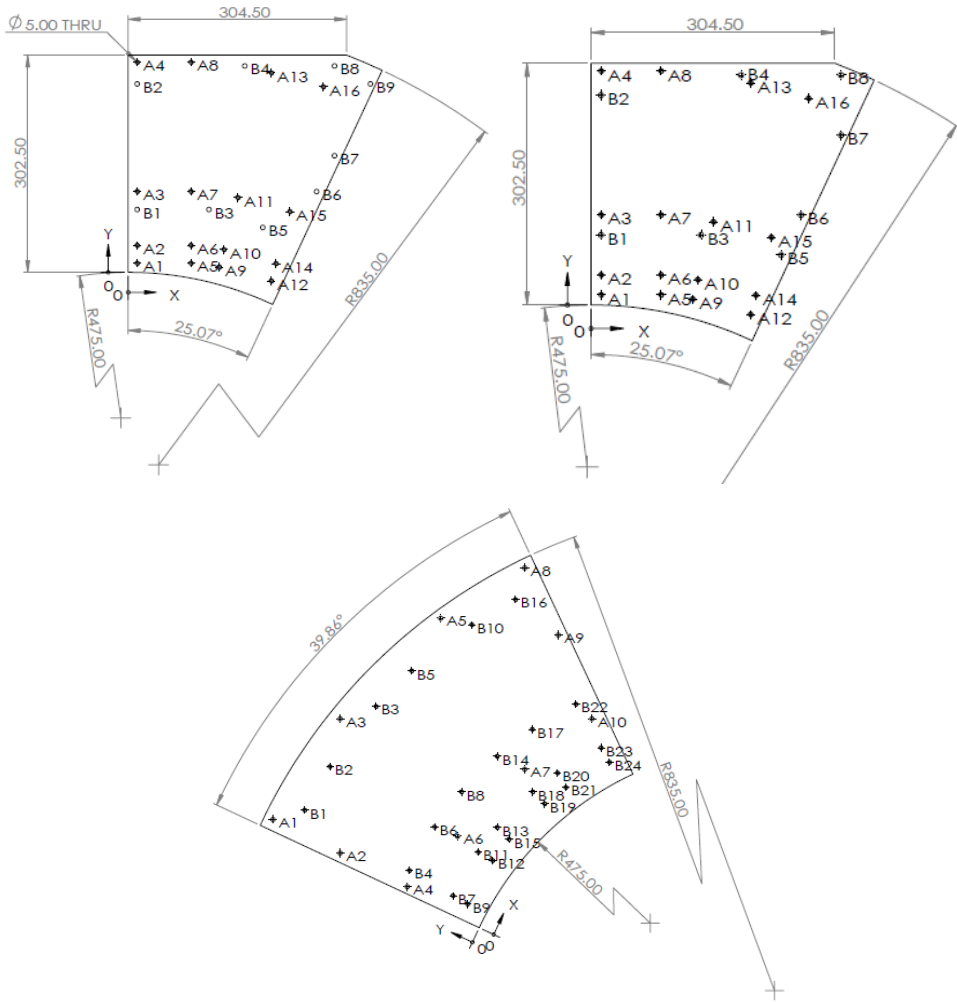 304.50
Ø 5.00 THRU
A4
A8
B4
A13
B8
B2
A16
B9
302.50
B7
A3
A7
A11
B6
B1
B3
A15
B5
Y
A2
A6
A10
A1
A5
A9
A14
A12
O
O
X
25.07°
R475.00
R835.00
304.50
A4
A8
B4
A13
B8
B2
A16
302.50
B7
A3
A7
A11
B6
B1
B3
A15
B5
Y
A2
A6
A10
A1
A5
A9
A14
A12
O
O
X
25.07°
R475.00
R835.00
39.86°
A8
B16
A5
B10
A9
B5
B3
A3
B22
A10
B17
B2
B14
B23
A7
B20
B24
B8
B18
B21
B1
B19
A1
B6
B13
A6
B15
A2
B11
B12
B4
A4
B7
B9
X
Y
O
O
R475.00
R835.00